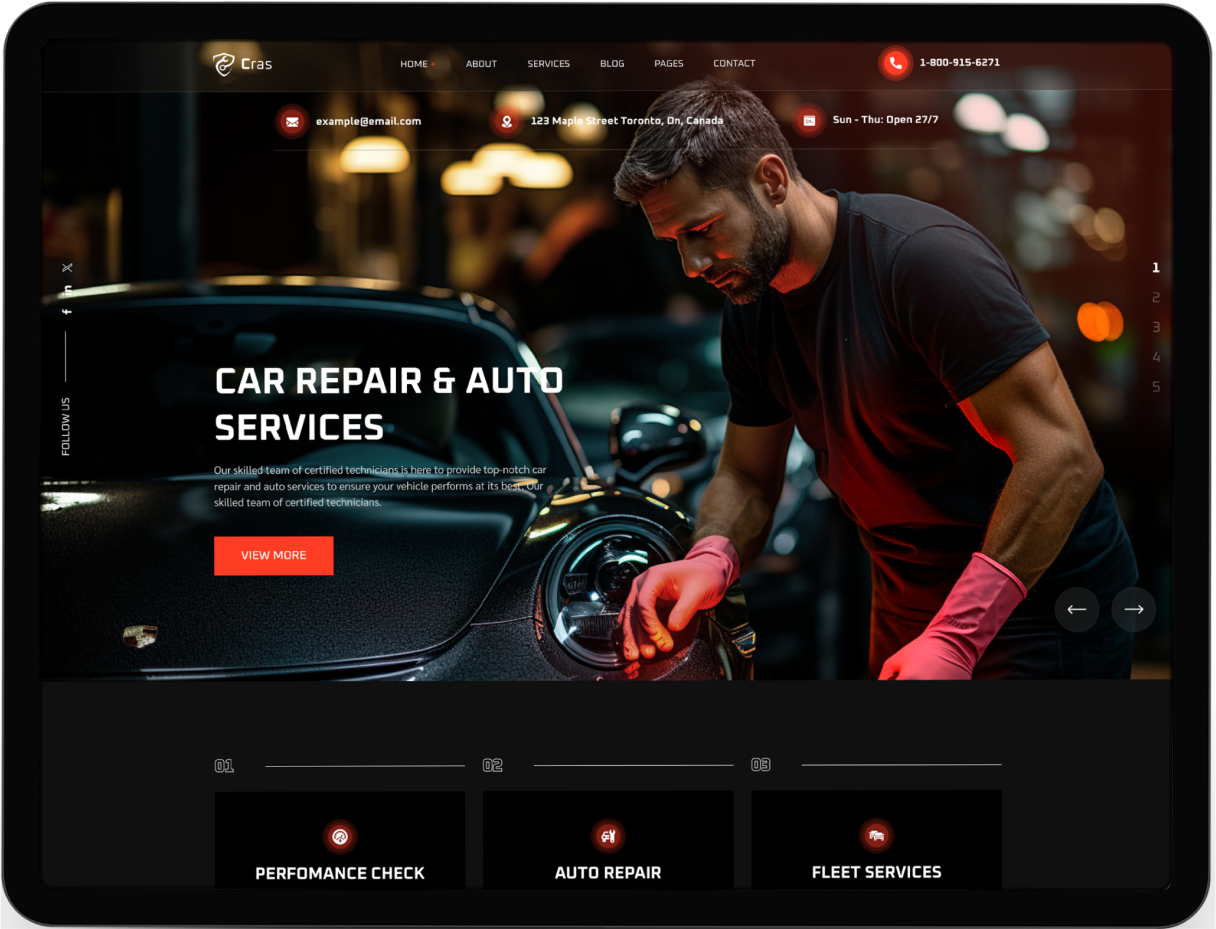 Cras
HOME +
ABOUT
SERVICES
BLOG
PAGES
CONTACT
1-800-915-6271
example@email.com
123 Maple Street Toronto, On, Canada
Sun - Thu: Open 27/7
FOLLOW US
f
in
X
1
2
3
4
5
CAR REPAIR & AUTO
SERVICES
Our skilled team of certified technicians is here to provide top-notch car
repair and auto services to ensure your vehicle performs at its best. Our
skilled team of certified technicians.
VIEW MORE
01
02
03
PERFOMANCE CHECK
AUTO REPAIR
FLEET SERVICES